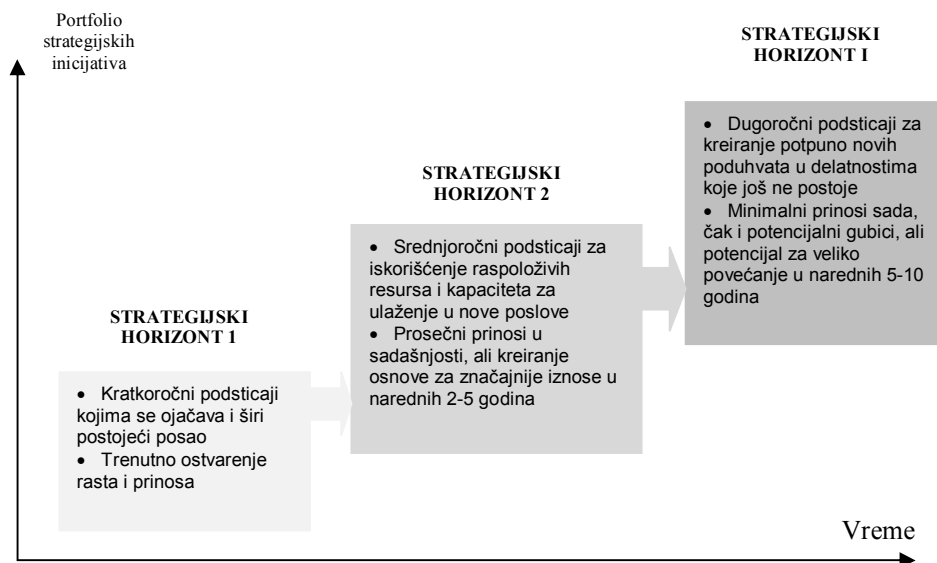 Portfolio
strategijskih
inicijativa
STRATEGIJSKI
HORIZONT I
• Dugoročni podsticaji za
kreiranje potpuno novih
poduhvata u delatnostima
koje još ne postoje
• Minimalni prinosi sada,
čak i potencijalni gubici, ali
potencijal za veliko
povećanje u narednih 5-10
godina
STRATEGIJSKI
HORIZONT 2
• Srednjoročni podsticaji za
iskorišćenje raspoloživih
resursa i kapaciteta za
ulaženje u nove poslove
• Prosečni prinosi u
sadašnjosti, ali kreiranje
osnove za značajnije iznose u
narednih 2-5 godina
STRATEGIJSKI
HORIZONT 1
• Kratkoročni podsticaji
kojima se ojačava i širi
postojeći posao
• Trenutno ostvarenje
rasta i prinosa
Vreme